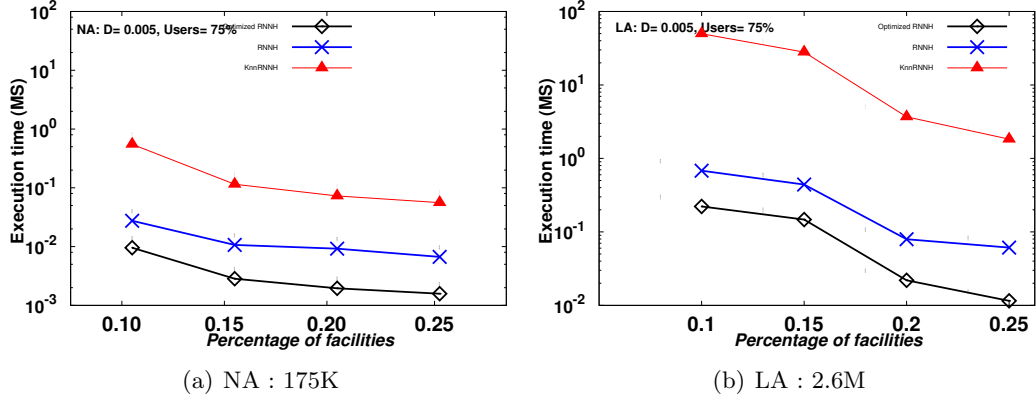 NA: D= 0.005, Users= 75%
Optimized RNNH
RNNH
KnnRNNH
Execution time (MS)
10^2
10^1
10^0
10^-1
10^-2
10^-3
0.10 0.15 0.20 0.25
Percentage of facilities
(a) NA : 175K
LA: D= 0.005, Users= 75%
Optimized RNNH
RNNH
KnnRNNH
Execution time (MS)
10^2
10^1
10^0
10^-1
10^-2
0.1 0.15 0.2 0.25
Percentage of facilities
(b) LA : 2.6M